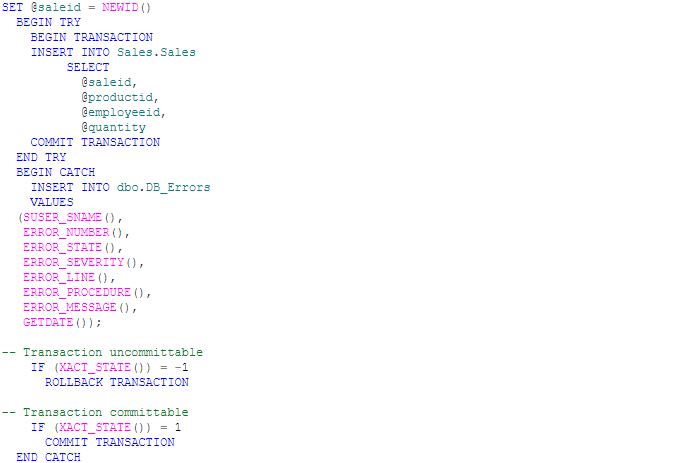 SET @saleid = NEWID()
BEGIN TRY
BEGIN TRANSACTION
INSERT INTO Sales.Sales
SELECT
@saleid,
@productid,
@employeeid,
@quantity
COMMIT TRANSACTION
END TRY
BEGIN CATCH
INSERT INTO dbo.DB_Errors
VALUES
(SUSER_SNAME(),
ERROR_NUMBER(),
ERROR_STATE(),
ERROR_SEVERITY(),
ERROR_LINE(),
ERROR_PROCEDURE(),
ERROR_MESSAGE(),
GETDATE());
-- Transaction uncommittable
IF (XACT_STATE()) = -1
ROLLBACK TRANSACTION
-- Transaction committable
IF (XACT_STATE()) = 1
COMMIT TRANSACTION
END CATCH